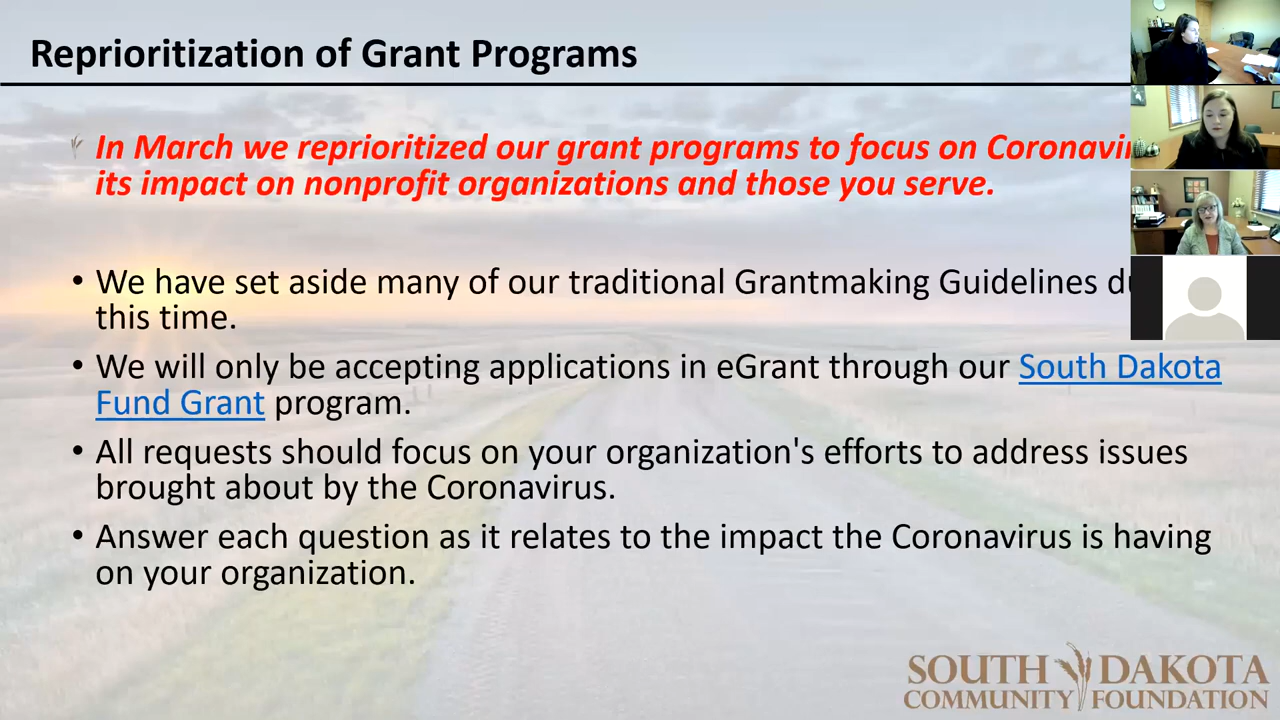 Reprioritization of Grant Programs
In March we reprioritized our grant programs to focus on
its impact on nonprofit organizations and those you serve.
• We have set aside many of our traditional Grantmaking Guidelines
this time.
• We will only be accepting applications in eGrant through our South Dakota
Fund Grant program.
• All requests should focus on your organization's efforts to address issues
brought about by the Coronavirus.
• Answer each question as it relates to the impact the Coronavirus is having
on your organization.
SOUTH DAKOTA
COMMUNITY FOUNDATION